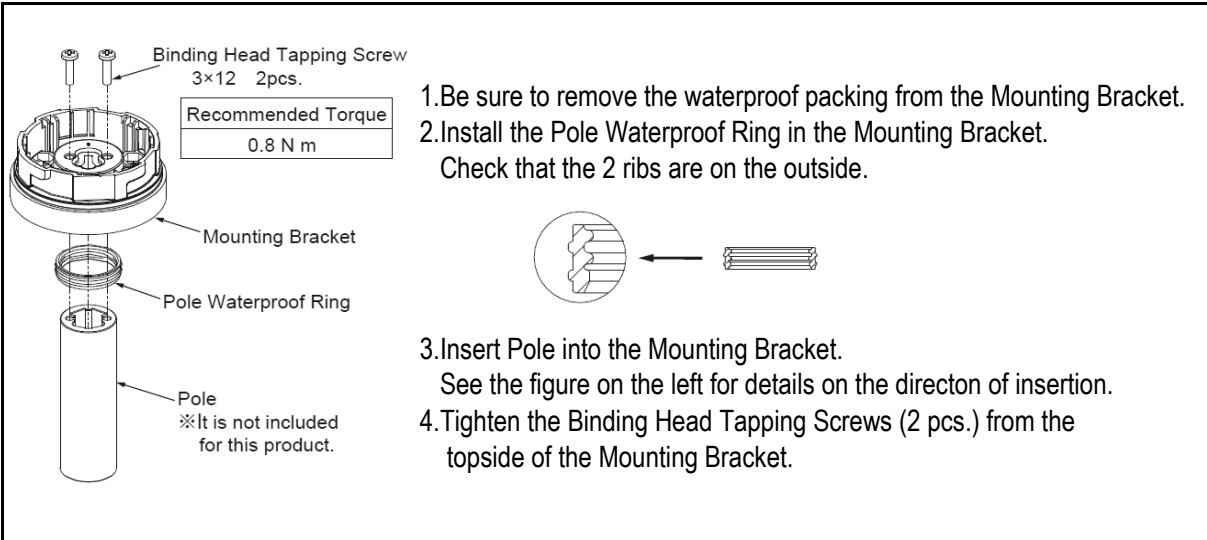 Binding Head Tapping Screw
3×12 2pcs.
Recommended Torque
0.8 N m
Mounting Bracket
Pole Waterproof Ring
Pole
※It is not included
for this product.
1.Be sure to remove the waterproof packing from the Mounting Bracket.
2.Install the Pole Waterproof Ring in the Mounting Bracket.
Check that the 2 ribs are on the outside.
3.Insert Pole into the Mounting Bracket.
See the figure on the left for details on the directon of insertion.
4.Tighten the Binding Head Tapping Screws (2 pcs.) from the
topside of the Mounting Bracket.